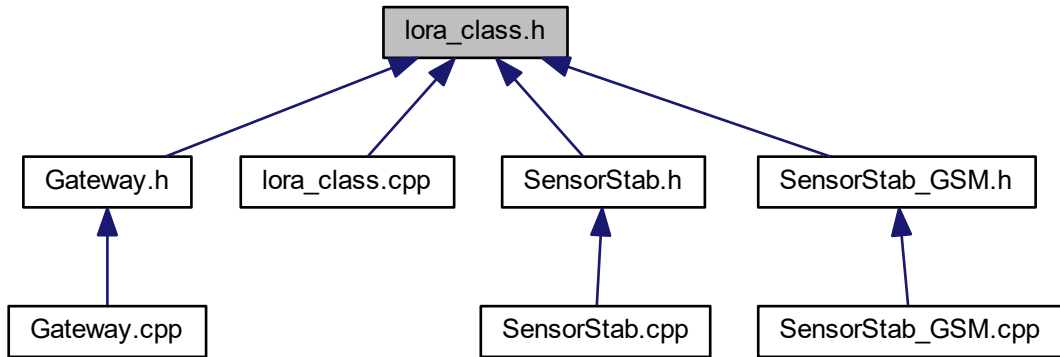 lora_class.h
Gateway.h
lora_class.cpp
SensorStab.h
SensorStab_GSM.h
Gateway.cpp
SensorStab.cpp
SensorStab_GSM.cpp